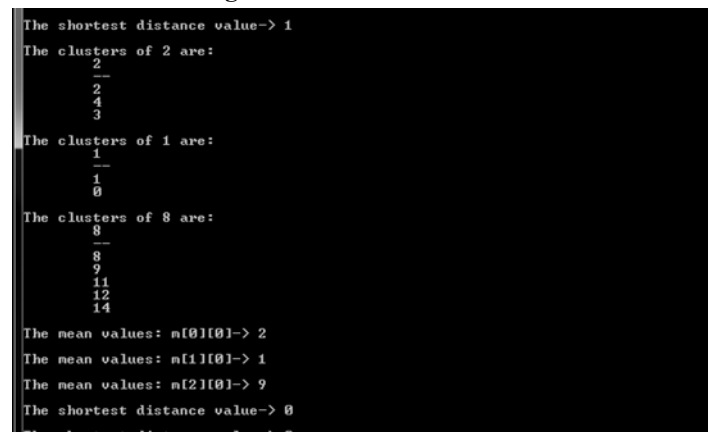 The shortest distance value-> 1
The clusters of 2 are:
2
--
2
4
3
The clusters of 1 are:
1
--
1
0
The clusters of 8 are:
8
--
8
9
11
12
14
The mean values: m[0][0]-> 2
The mean values: m[1][0]-> 1
The mean values: m[2][0]-> 9
The shortest distance value-> 0